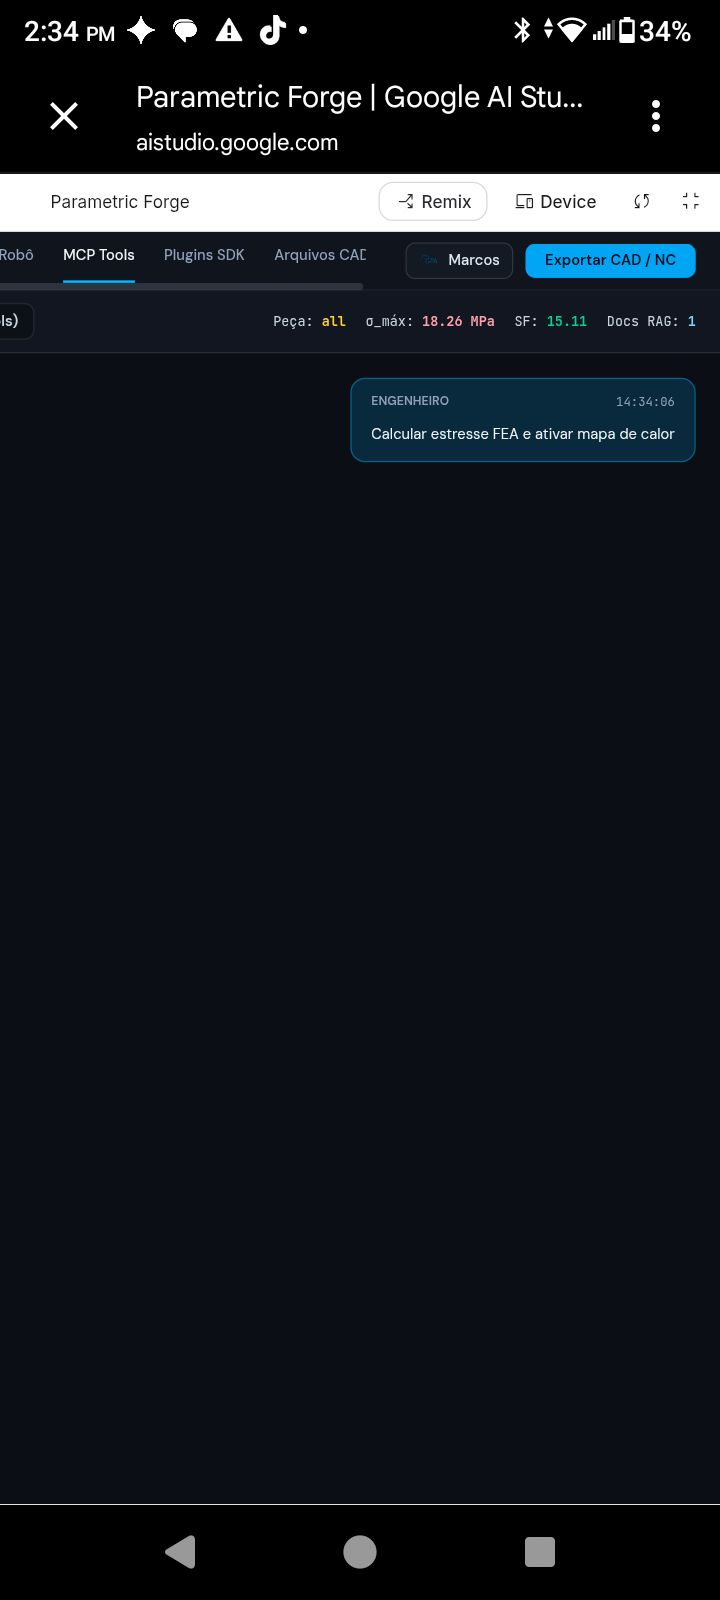 2:34 PM 34%
Parametric Forge | Google AI Stu...
aistudio.google.com
Parametric Forge Remix Device
Robô MCP Tools Plugins SDK Arquivos CAD Marcos Exportar CAD / NC
ls) Peça: all σ_máx: 18.26 MPa SF: 15.11 Docs RAG: 1
ENGENHEIRO 14:34:06
Calcular estresse FEA e ativar mapa de calor